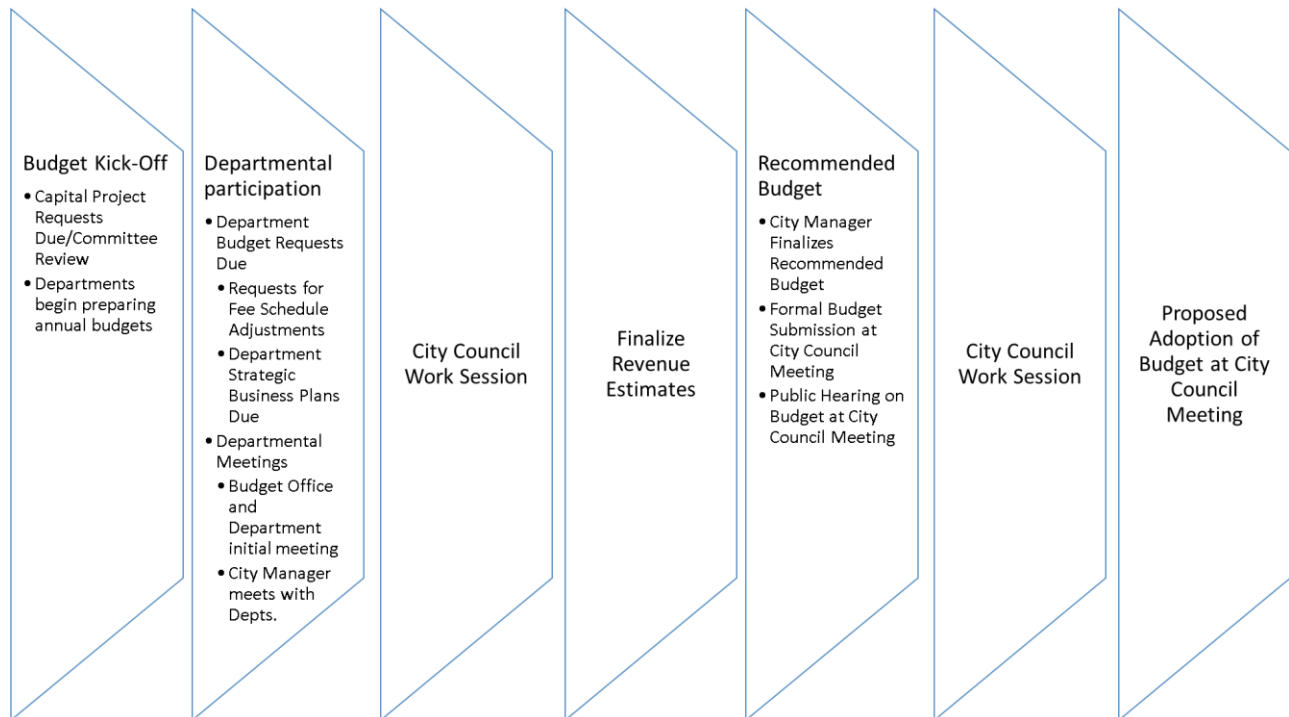 Budget Kick-Off
• Capital Project
Requests
Due/Committee
Review
• Departments
begin preparing
annual budgets
Departmental
participation
• Department
Budget Requests
Due
• Requests for
Fee Schedule
Adjustments
• Department
Strategic
Business Plans
Due
• Departmental
Meetings
• Budget Office
and
Department
initial meeting
• City Manager
meets with
Depts.
City Council
Work Session
Finalize
Revenue
Estimates
Recommended
Budget
• City Manager
Finalizes
Recommended
Budget
• Formal Budget
Submission at
City Council
Meeting
• Public Hearing on
Budget at City
Council Meeting
City Council
Work Session
Proposed
Adoption of
Budget at City
Council
Meeting